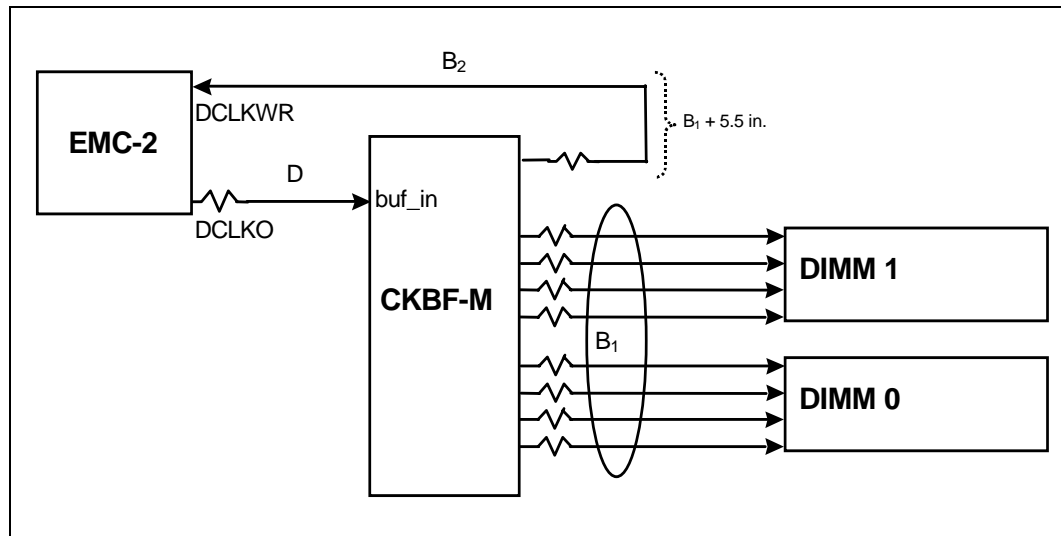 B₂
B₁ + 5.5 in.
DCLKWR
EMC-2
D
buf_in
DCLKO
CKBF-M
DIMM 1
B₁
DIMM 0